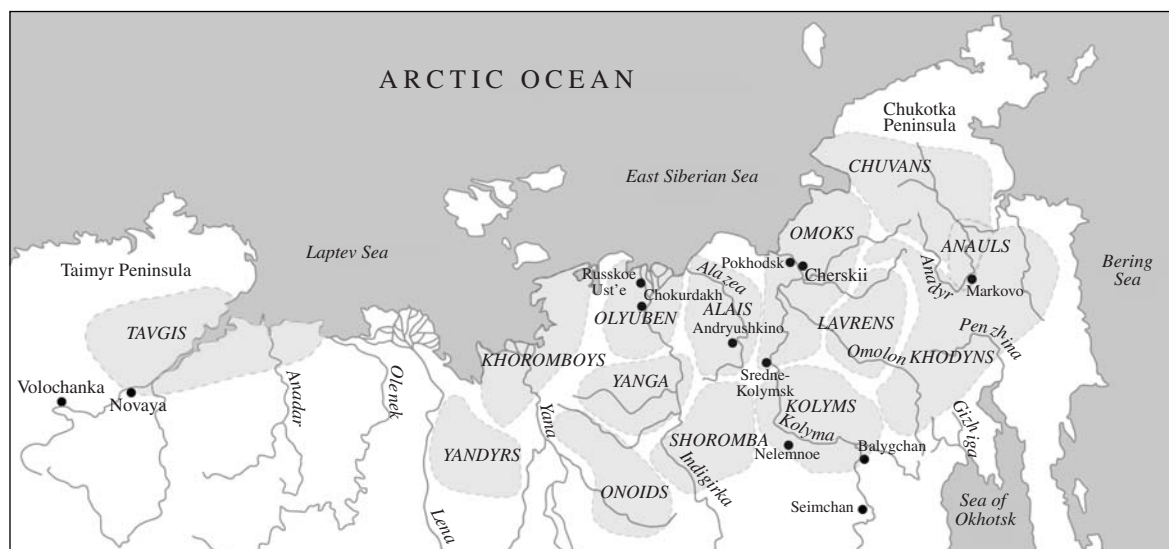 ARCTIC OCEAN
Chukotka
Peninsula
CHUVANS
East Siberian Sea
OMOKS
ANAULS
Laptev Sea
Taimyr Peninsula
Pokhodsk
Cherskii
Bering
Sea
Russkoe
Ust'e
Alazea
Anadyr
Markovo
Chokurdakh
OLYUBEN
ALAIS
LAVRENS
TAVGIS
Andryushkino
Penzhina
KHOROMBOYS
Omolon
KHODYNS
Volochanka
Novaya
Anadar
Olenek
YANGA
Sredne-
Kolymsk
KOLYMS
Yana
Kolyma
Gizhiga
SHOROMBA
YANDYRS
Nelemnoe
Balygchan
Indigirka
ONOIDS
Lena
Seimchan
Sea of
Okhotsk